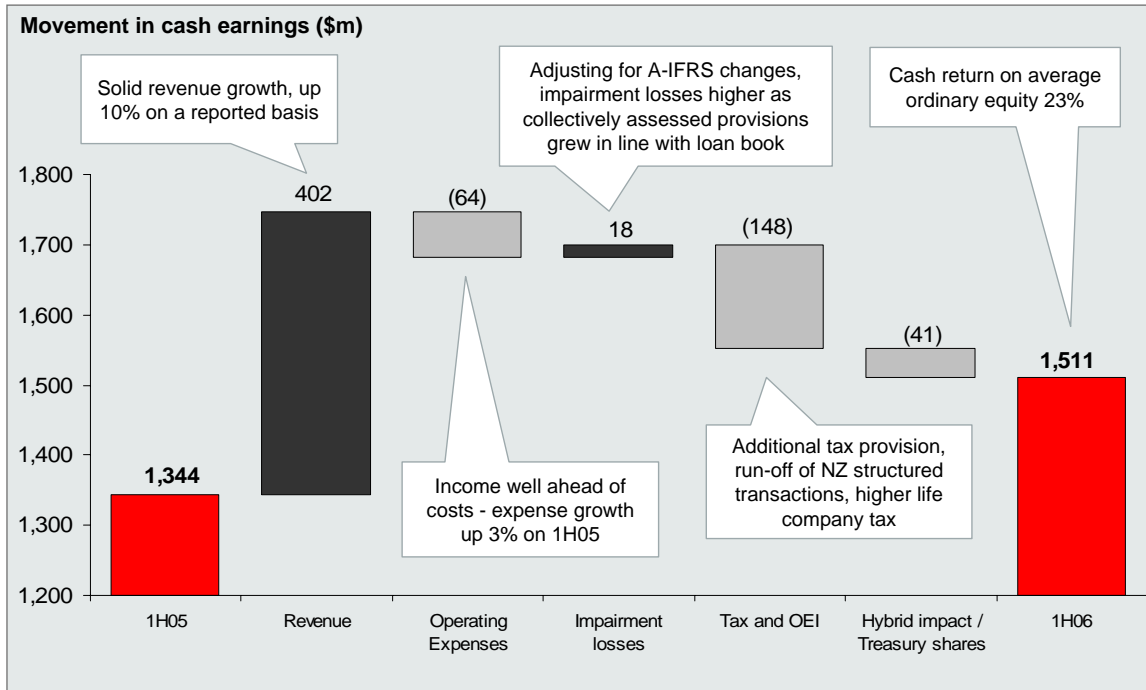 Movement in cash earnings ($m)
Solid revenue growth, up
10% on a reported basis
Adjusting for A-IFRS changes,
impairment losses higher as
collectively assessed provisions
grew in line with loan book
Cash return on average
ordinary equity 23%
1,800
1,700
1,600
1,500
1,400
1,300
1,200
1,344
402
(64)
18
(148)
(41)
1,511
Income well ahead of
costs - expense growth
up 3% on 1H05
Additional tax provision,
run-off of NZ structured
transactions, higher life
company tax
1H05
Revenue
Operating
Expenses
Impairment
losses
Tax and OEI
Hybrid impact /
Treasury shares
1H06